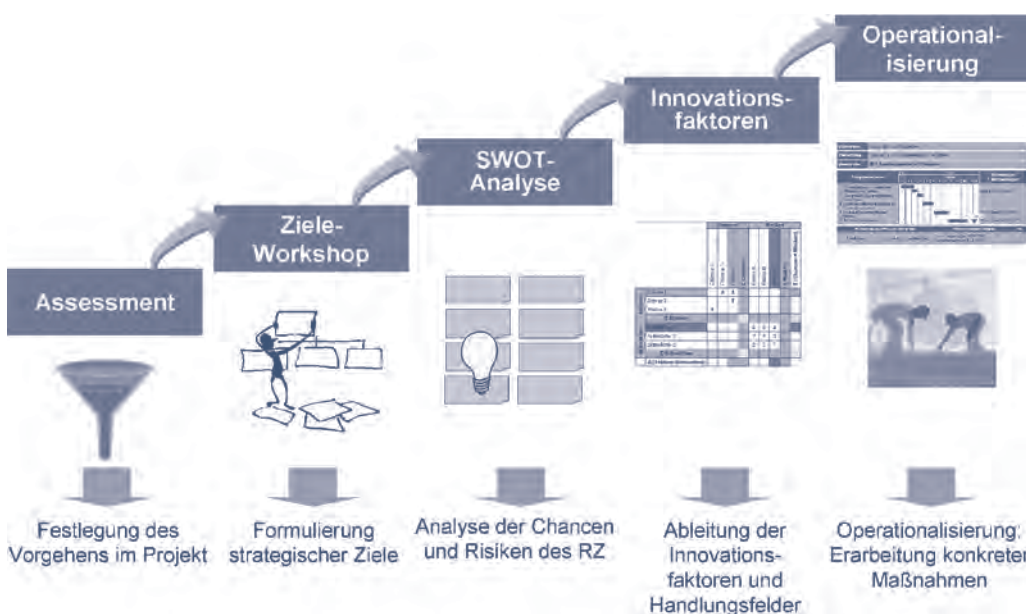 Assessment
Ziele-
Workshop
SWOT-
Analyse
Innovations-
faktoren
Operational-
isierung
Festlegung des
Vorgehens im Projekt
Formulierung
strategischer Ziele
Analyse der Chancen
und Risiken des RZ
Ableitung der
Innovations-
faktoren und
Handlungsfelder
Operationalisierung:
Erarbeitung konkreter
Maßnahmen